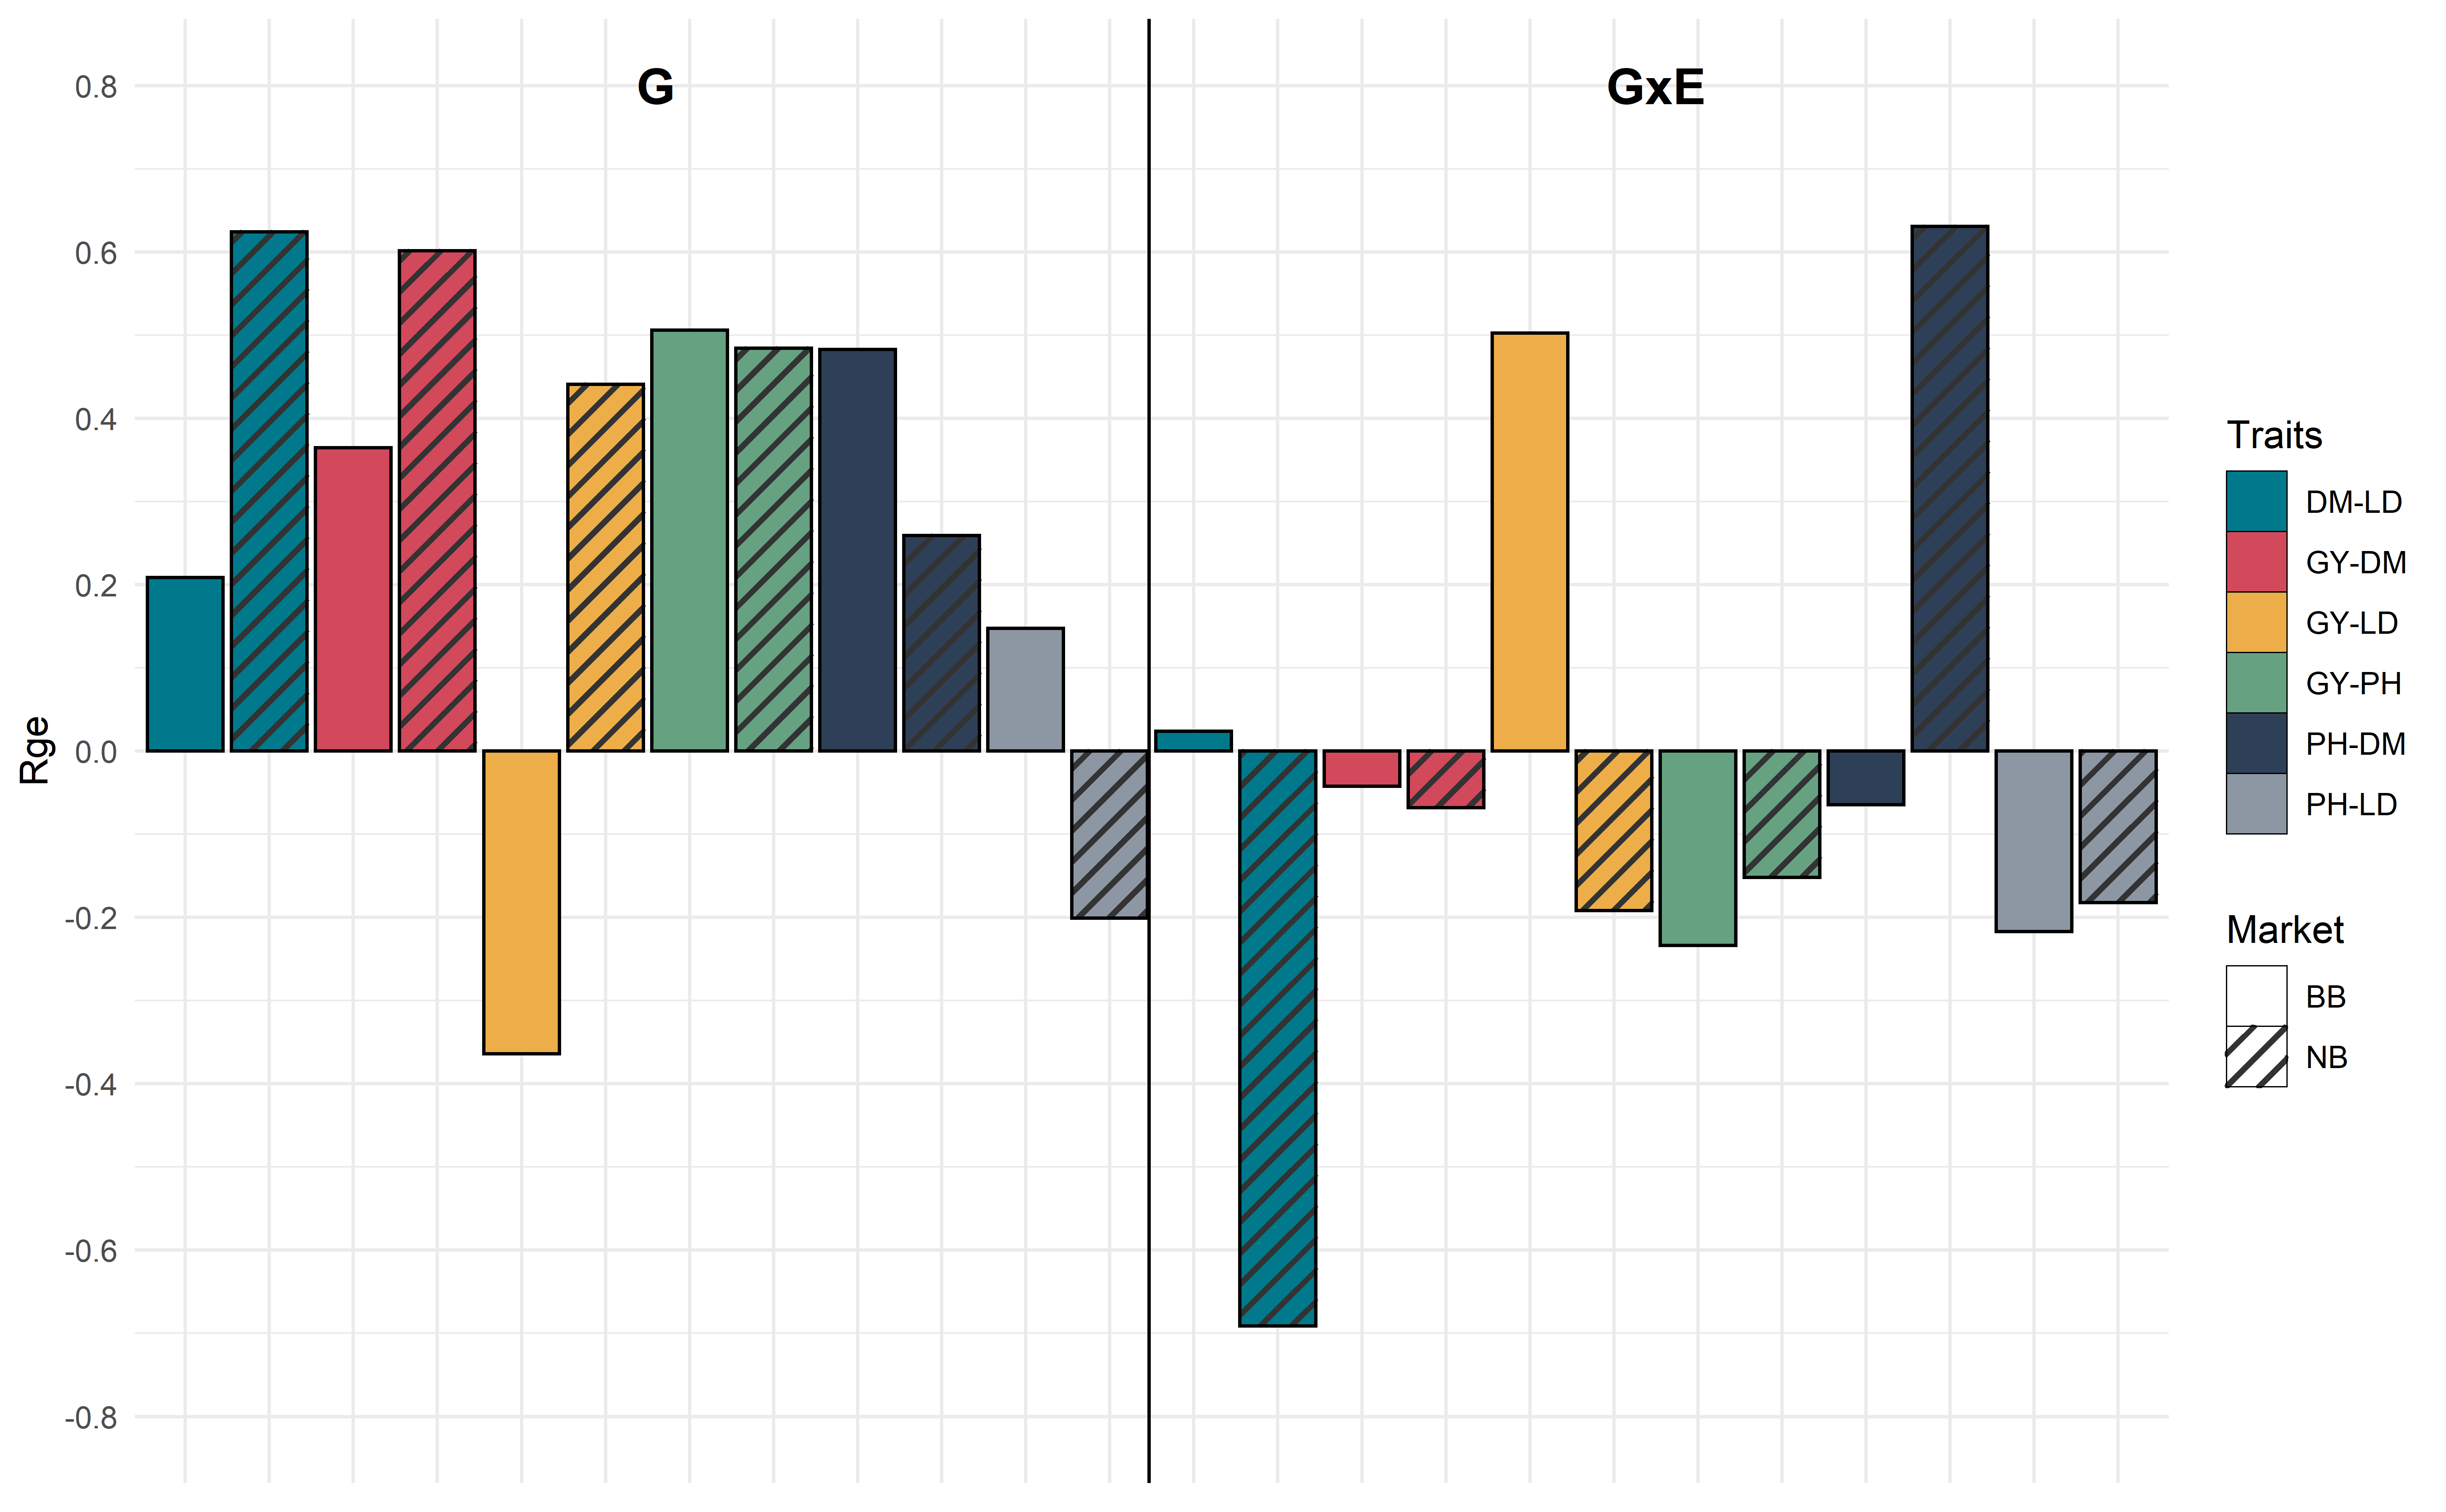 G
GxE
0.8
0.6
0.4
0.2
0.0
-0.2
-0.4
-0.6
-0.8
Rge
Traits
DM-LD
GY-DM
GY-LD
GY-PH
PH-DM
PH-LD
Market
BB
NB